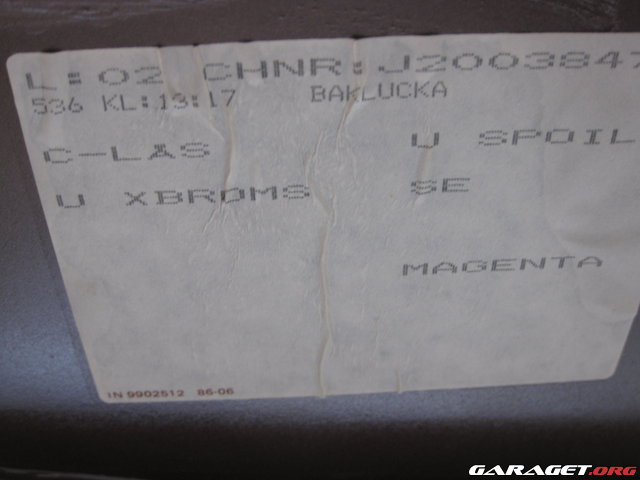 L:02 CHNR:J2003847
536 KL:13:17 BAKLUCKA
C-LÅS U SPOIL
U XBROMS SE
MAGENTA
IN 9902512 86-06
GARAGET.ORG